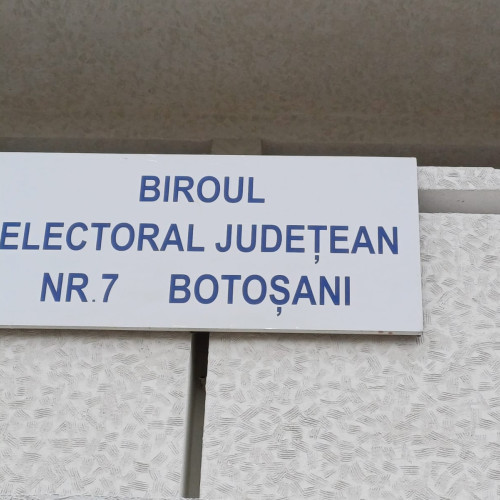 BIROUL
ELECTORAL JUDEȚEAN
NR.7 BOTOȘANI